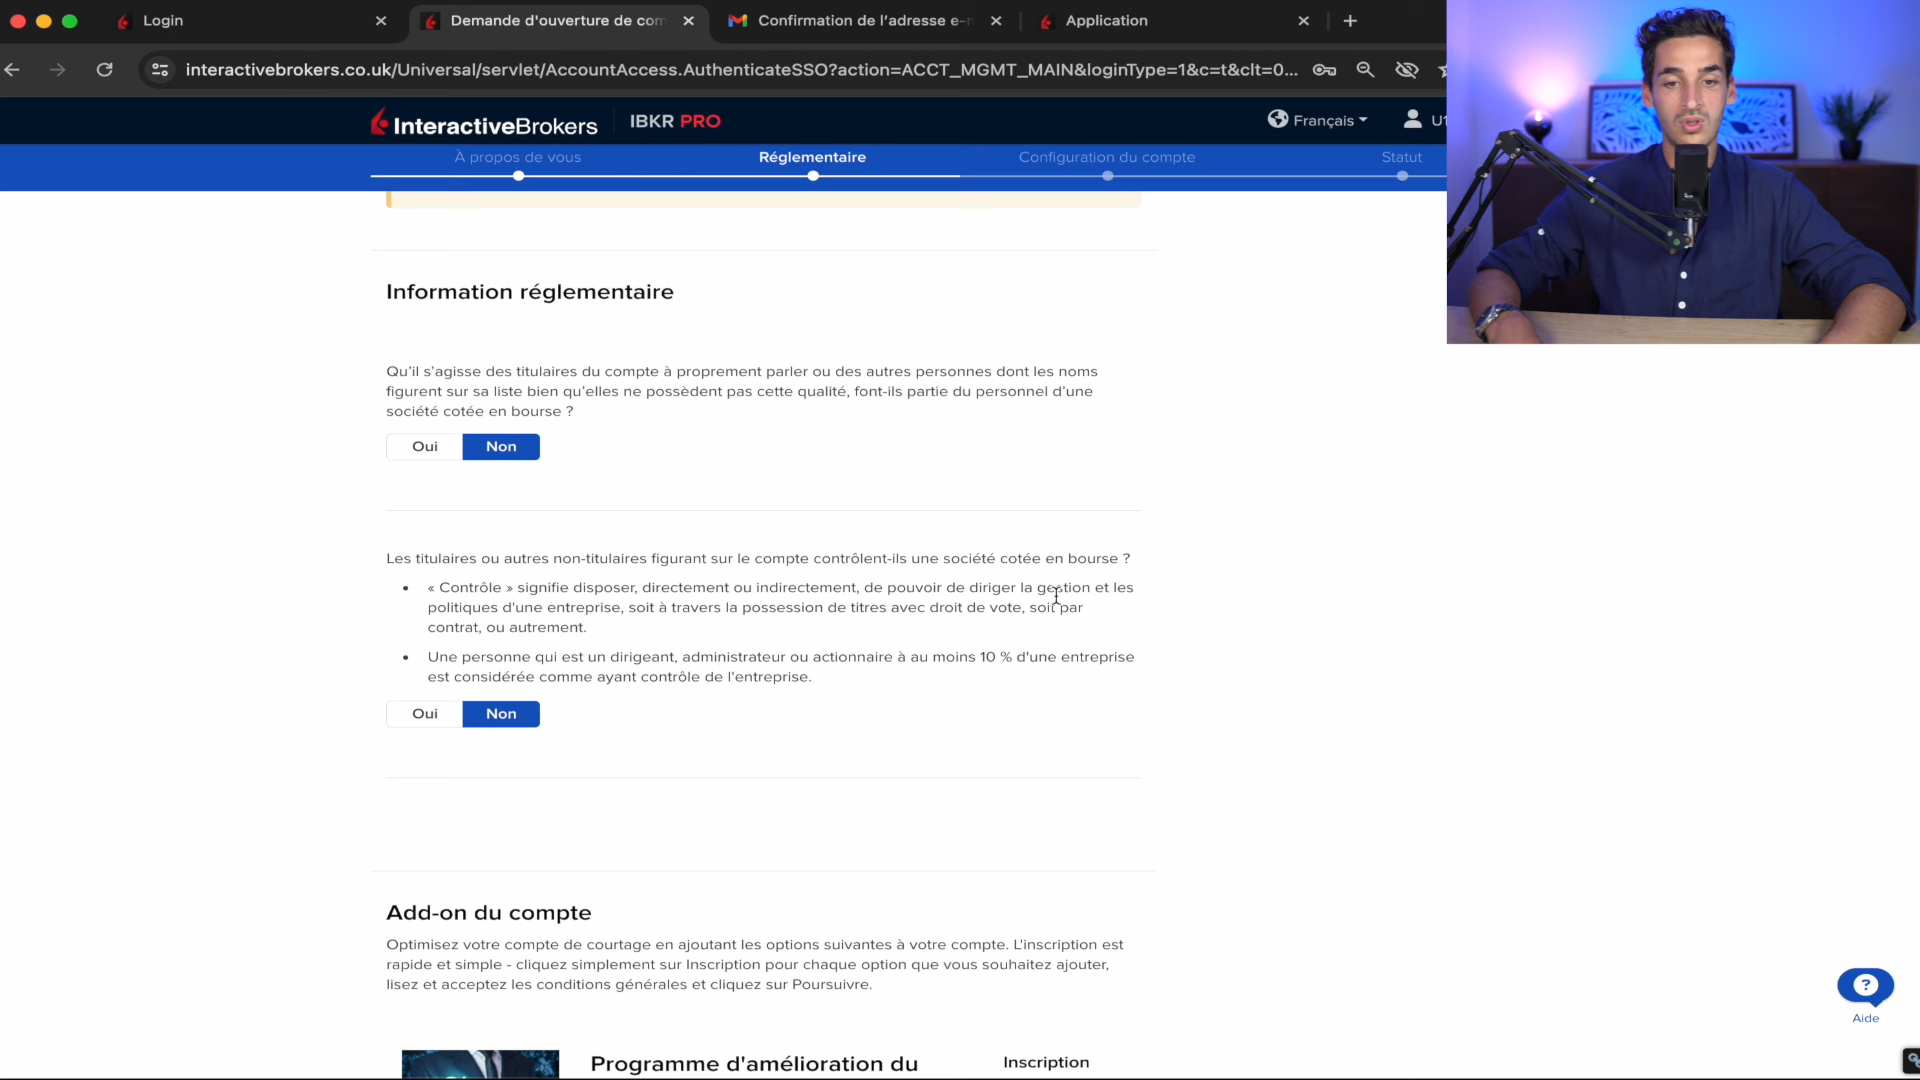 Login
Demande d'ouverture de com
Confirmation de l'adresse e-m
Application
interactivebrokers.co.uk/Universal/servlet/AccountAccess.AuthenticateSSO?action=ACCT_MGMT_MAIN&loginType=1&c=t&clt=0...
InteractiveBrokers
IBKR PRO
Français
U1
À propos de vous
Réglementaire
Configuration du compte
Statut
Information réglementaire
Qu'il s'agisse des titulaires du compte à proprement parler ou des autres personnes dont les noms
figurent sur sa liste bien qu'elles ne possèdent pas cette qualité, font-ils partie du personnel d'une
société cotée en bourse ?
Oui
Non
Les titulaires ou autres non-titulaires figurant sur le compte contrôlent-ils une société cotée en bourse ?
• « Contrôle » signifie disposer, directement ou indirectement, de pouvoir de diriger la gestion et les
politiques d'une entreprise, soit à travers la possession de titres avec droit de vote, soit par
contrat, ou autrement.
• Une personne qui est un dirigeant, administrateur ou actionnaire à au moins 10 % d'une entreprise
est considérée comme ayant contrôle de l'entreprise.
Oui
Non
Add-on du compte
Optimisez votre compte de courtage en ajoutant les options suivantes à votre compte. L'inscription est
rapide et simple - cliquez simplement sur Inscription pour chaque option que vous souhaitez ajouter,
lisez et acceptez les conditions générales et cliquez sur Poursuivre.
?
Aide
Programme d'amélioration du
Inscription